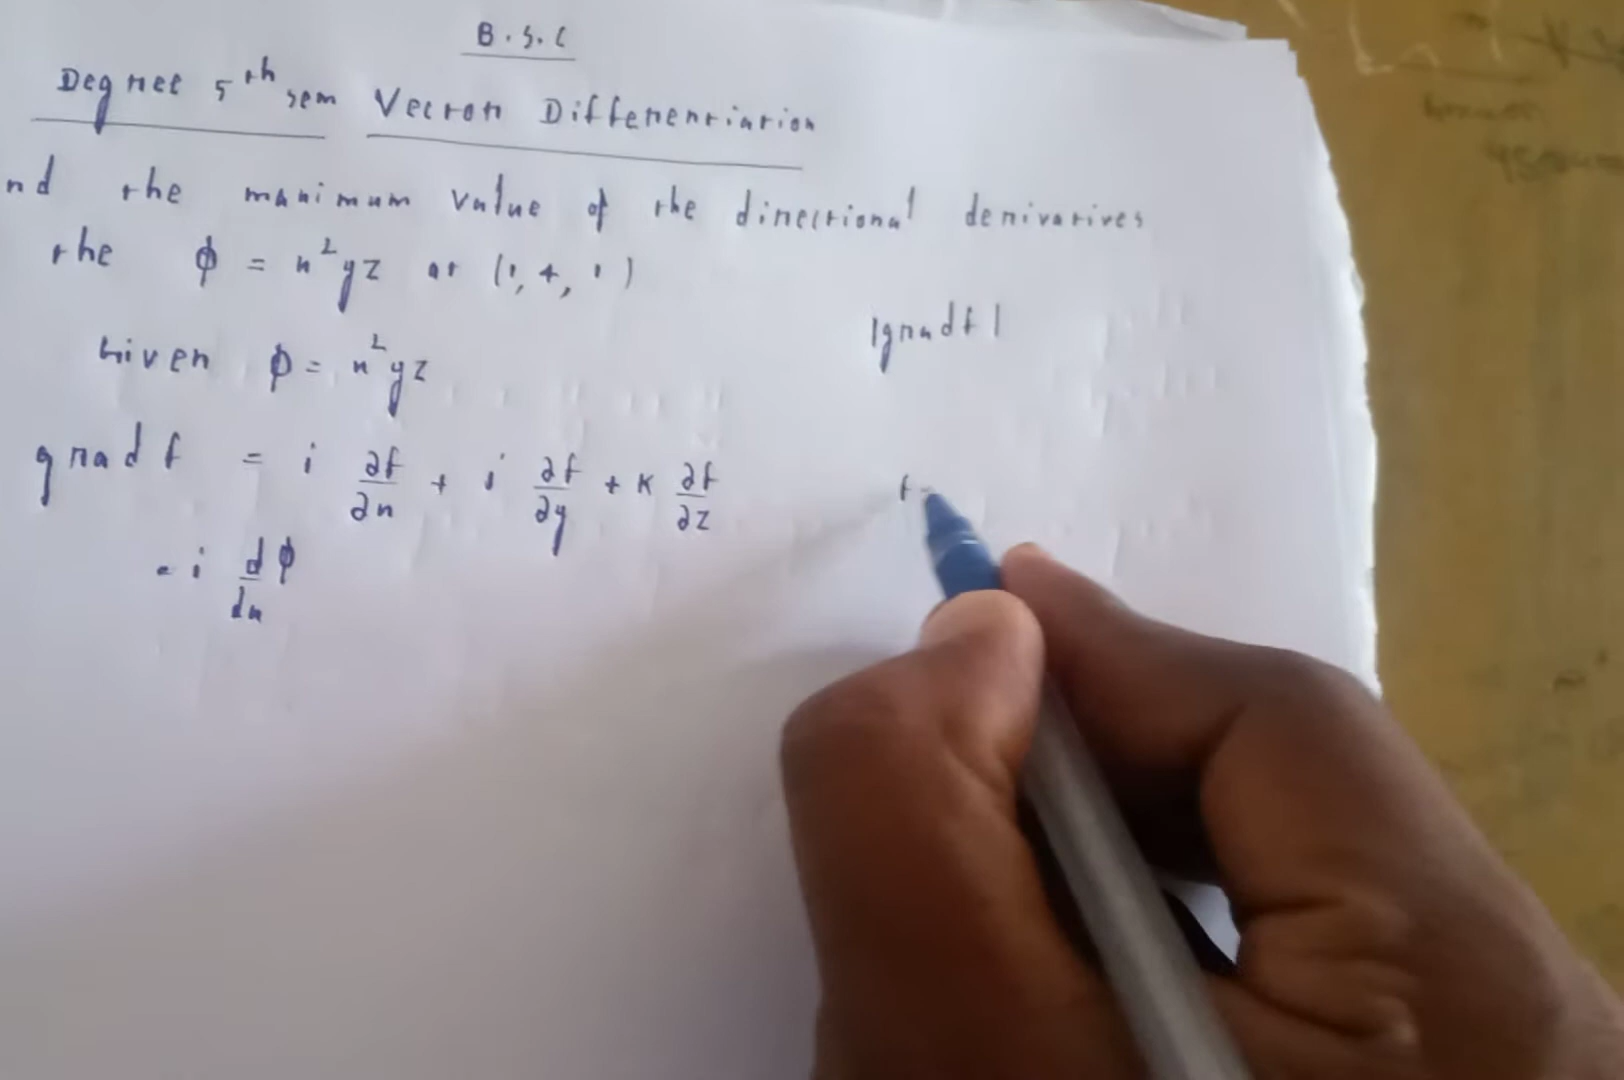 B.S.C
Degree 5th sem Vector Differentiation
nd the maximum value of the directional derivatives
the ϕ = x²yz at (1, 4, 1)
|grad f|
Given ϕ = x²yz
grad f = i ∂f/∂x + j ∂f/∂y + k ∂f/∂z
f =
= i d/dx ϕ